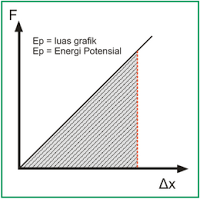 F
Ep = luas grafik
Ep = Energi Potensial
Δx